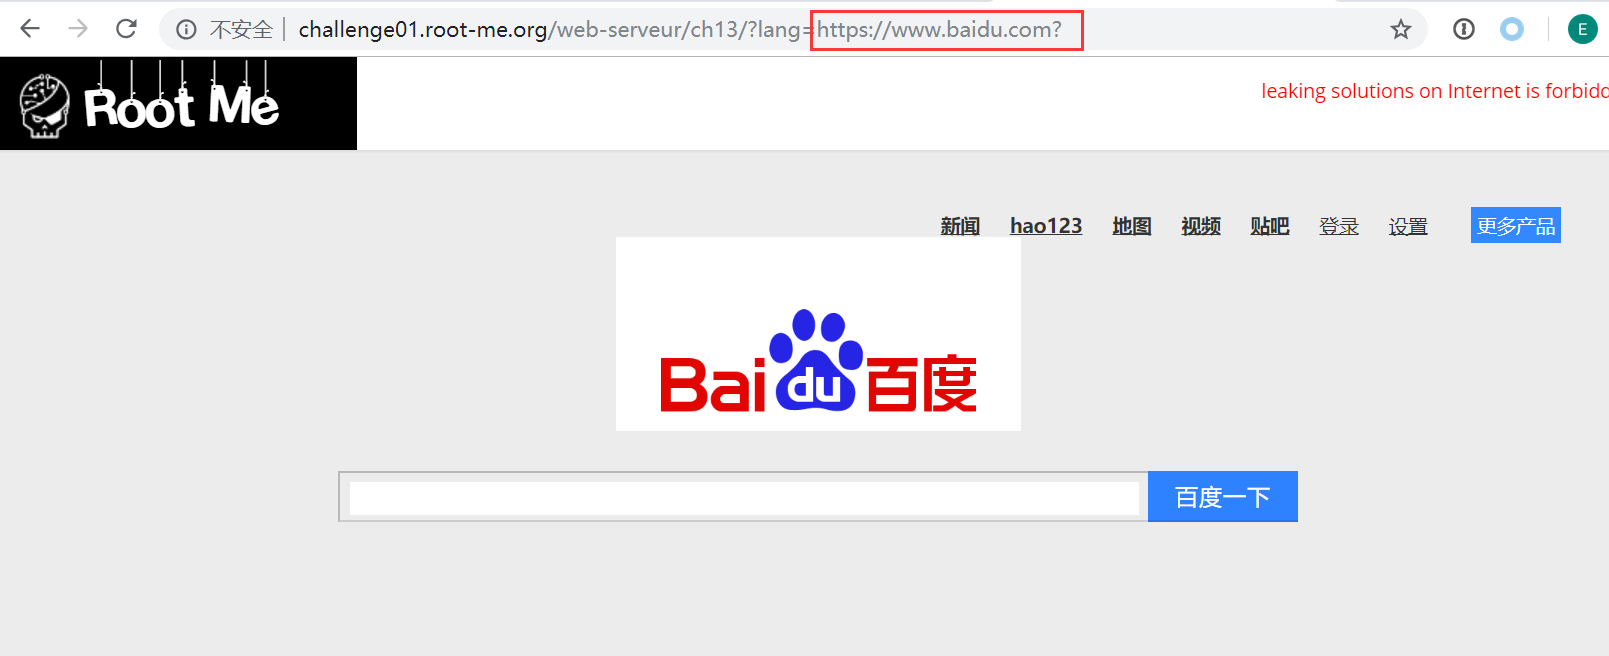 不安全 | challenge01.root-me.org/web-serveur/ch13/?lang=https://www.baidu.com?
E
Root Me
leaking solutions on Internet is forbidd
新闻 hao123 地图 视频 贴吧 登录 设置 更多产品
Bai du 百度
百度一下